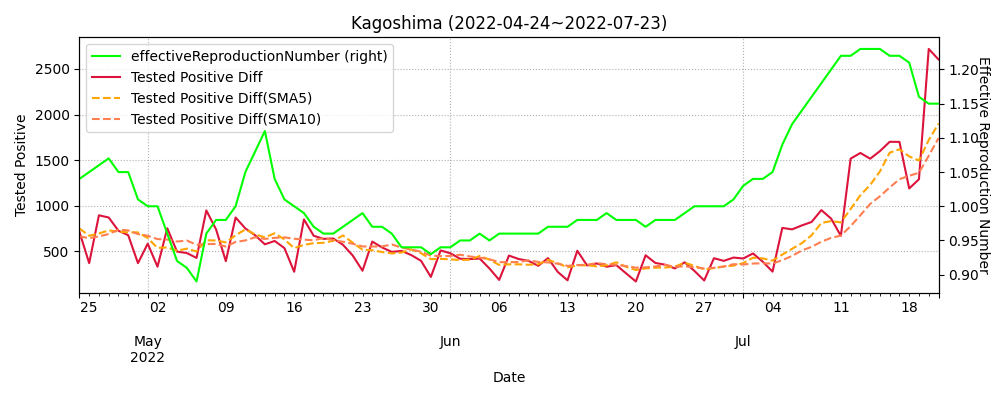 Kagoshima (2022-04-24~2022-07-23)
effectiveReproductionNumber (right)
Tested Positive Diff
Tested Positive Diff(SMA5)
Tested Positive Diff(SMA10)
Tested Positive
2500
2000
1500
1000
500
Effective Reproduction Number
1.20
1.15
1.10
1.05
1.00
0.95
0.90
25 02 09 16 23 30 06 13 20 27 04 11 18
May Jun Jul
2022
Date